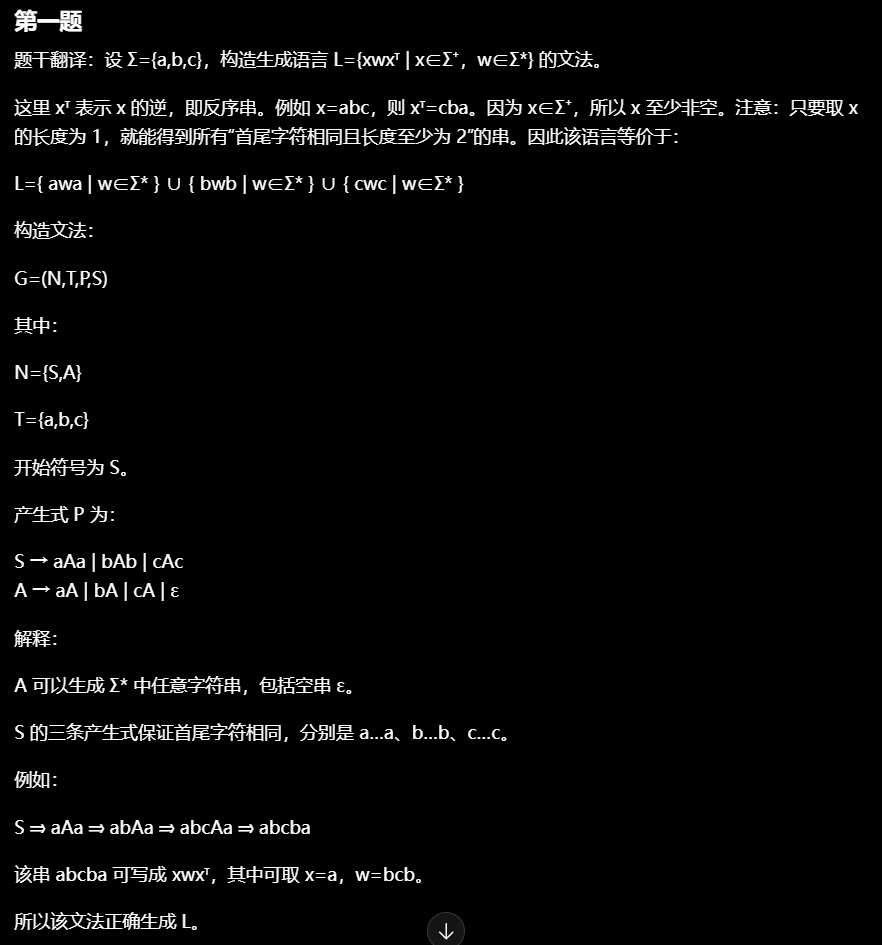 第一题
题干翻译：设 Σ={a,b,c}，构造生成语言 L={xwxᵀ | x∈Σ⁺，w∈Σ*} 的文法。
这里 xᵀ 表示 x 的逆，即反序串。例如 x=abc，则 xᵀ=cba。因为 x∈Σ⁺，所以 x 至少非空。注意：只要取 x
的长度为 1，就能得到所有“首尾字符相同且长度至少为 2”的串。因此该语言等价于：
L={ awa | w∈Σ* } ∪ { bwb | w∈Σ* } ∪ { cwc | w∈Σ* }
构造文法：
G=(N,T,P,S)
其中：
N={S,A}
T={a,b,c}
开始符号为 S。
产生式 P 为：
S → aAa | bAb | cAc
A → aA | bA | cA | ε
解释：
A 可以生成 Σ* 中任意字符串，包括空串 ε。
S 的三条产生式保证首尾字符相同，分别是 a...a、b...b、c...c。
例如：
S ⇒ aAa ⇒ abAa ⇒ abcAa ⇒ abcba
该串 abcba 可写成 xwxᵀ，其中可取 x=a，w=bcb。
所以该文法正确生成 L。